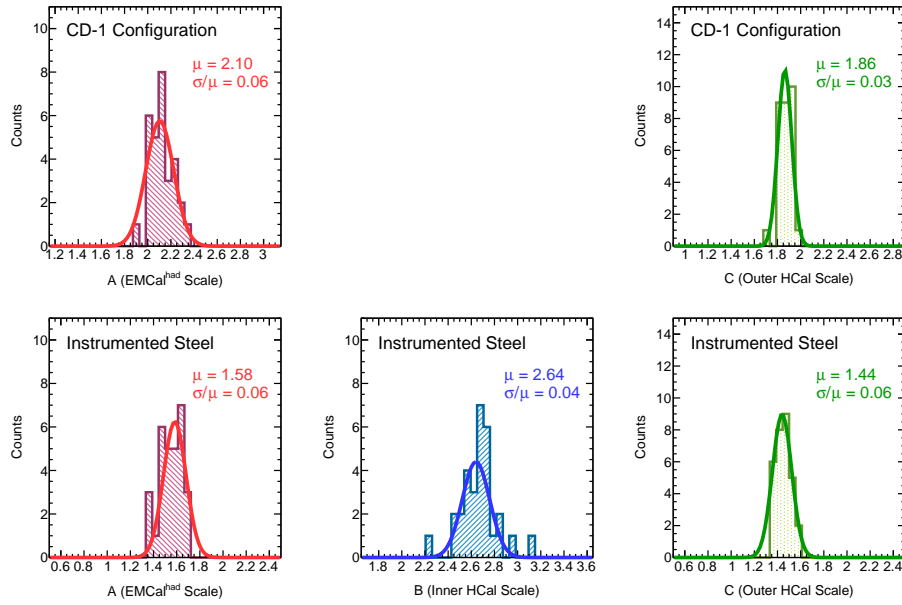 CD-1 Configuration
μ = 2.10
σ/μ = 0.06
Counts
10
8
6
4
2
0
1.2 1.4 1.6 1.8 2 2.2 2.4 2.6 2.8 3
A (EMCal^had Scale)
CD-1 Configuration
μ = 1.86
σ/μ = 0.03
Counts
14
12
10
8
6
4
2
0
1 1.2 1.4 1.6 1.8 2 2.2 2.4 2.6 2.8
C (Outer HCal Scale)
Instrumented Steel
μ = 1.58
σ/μ = 0.06
Counts
10
8
6
4
2
0
0.6 0.8 1 1.2 1.4 1.6 1.8 2 2.2 2.4
A (EMCal^had Scale)
Instrumented Steel
μ = 2.64
σ/μ = 0.04
Counts
10
8
6
4
2
0
1.8 2 2.2 2.4 2.6 2.8 3 3.2 3.4 3.6
B (Inner HCal Scale)
Instrumented Steel
μ = 1.44
σ/μ = 0.06
Counts
14
12
10
8
6
4
2
0
0.6 0.8 1 1.2 1.4 1.6 1.8 2 2.2 2.4
C (Outer HCal Scale)